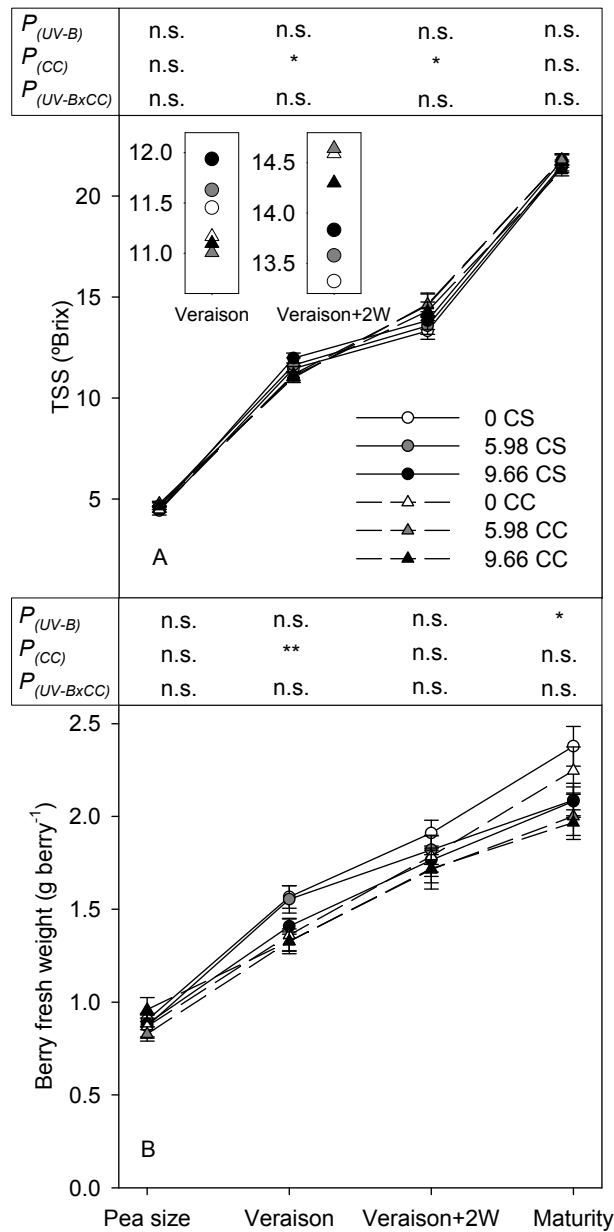 P(UV-B) n.s. n.s. n.s. n.s.
P(CC) n.s. * * n.s.
P(UV-BxCC) n.s. n.s. n.s. n.s.
12.0
11.5
11.0
14.5
14.0
13.5
Veraison Veraison+2W
20
15
10
5
TSS (ºBrix)
0 CS
5.98 CS
9.66 CS
0 CC
5.98 CC
9.66 CC
A
P(UV-B) n.s. n.s. n.s. *
P(CC) n.s. ** n.s. n.s.
P(UV-BxCC) n.s. n.s. n.s. n.s.
2.5
2.0
1.5
1.0
0.5
0.0
Berry fresh weight (g berry⁻¹)
B
Pea size Veraison Veraison+2W Maturity